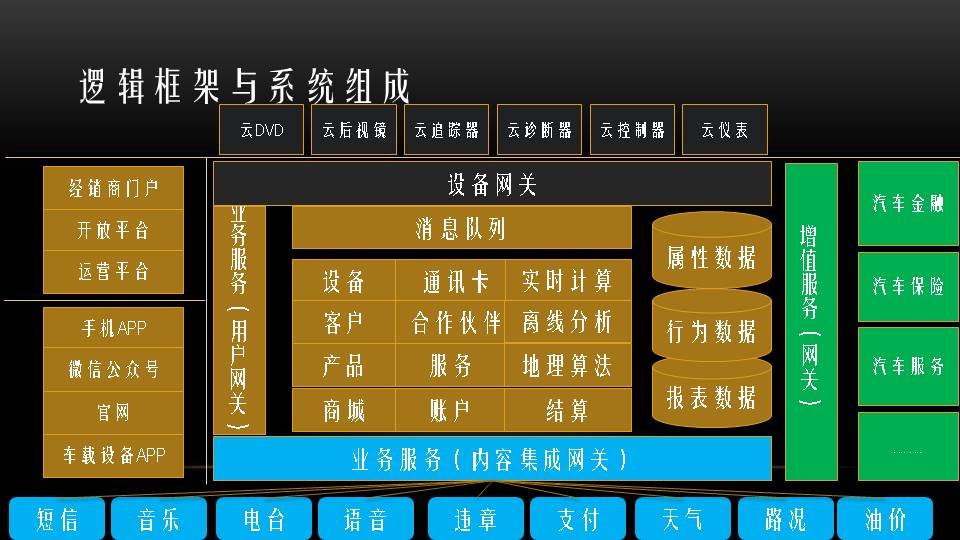 逻辑框架与系统组成
云DVD
云后视镜
云追踪器
云诊断器
云控制器
云仪表
经销商门户
开放平台
运营平台
手机APP
微信公众号
官网
车载设备APP
设备网关
业务服务（用户网关）
消息队列
设备
通讯卡
实时计算
客户
合作伙伴
离线分析
产品
服务
地理算法
商城
账户
结算
属性数据
行为数据
报表数据
业务服务（内容集成网关）
增值服务（网关）
汽车金融
汽车保险
汽车服务
……
短信
音乐
电台
语音
违章
支付
天气
路况
油价